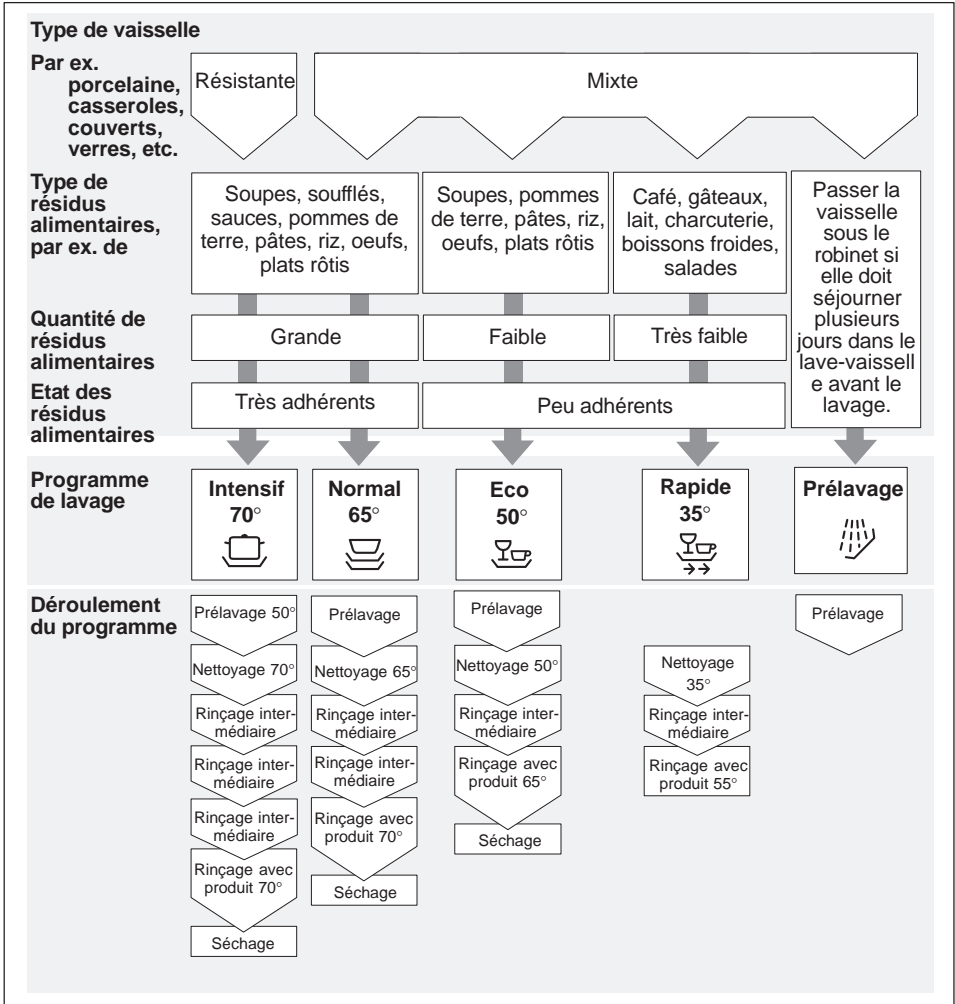 Type de vaisselle
Par ex.
porcelaine,
casseroles,
couverts,
verres, etc.
Résistante
Mixte
Type de
résidus
alimentaires,
par ex. de
Soupes, soufflés,
sauces, pommes de
terre, pâtes, riz, oeufs,
plats rôtis
Soupes, pommes
de terre, pâtes, riz,
oeufs, plats rôtis
Café, gâteaux,
lait, charcuterie,
boissons froides,
salades
Passer la
vaisselle
sous le
robinet si
elle doit
séjourner
plusieurs
jours dans le
lave-vaissell
e avant le
lavage.
Quantité de
résidus
alimentaires
Grande
Faible
Très faible
Etat des
résidus
alimentaires
Très adhérents
Peu adhérents
Programme
de lavage
Intensif
70°
Normal
65°
Eco
50°
Rapide
35°
Prélavage
Déroulement
du programme
Prélavage 50°
Nettoyage 70°
Rinçage inter-
médiaire
Rinçage inter-
médiaire
Rinçage inter-
médiaire
Rinçage avec
produit 70°
Séchage
Prélavage
Nettoyage 65°
Rinçage inter-
médiaire
Rinçage inter-
médiaire
Rinçage avec
produit 70°
Séchage
Prélavage
Nettoyage 50°
Rinçage inter-
médiaire
Rinçage avec
produit 65°
Séchage
Nettoyage
35°
Rinçage inter-
médiaire
Rinçage avec
produit 55°
Prélavage